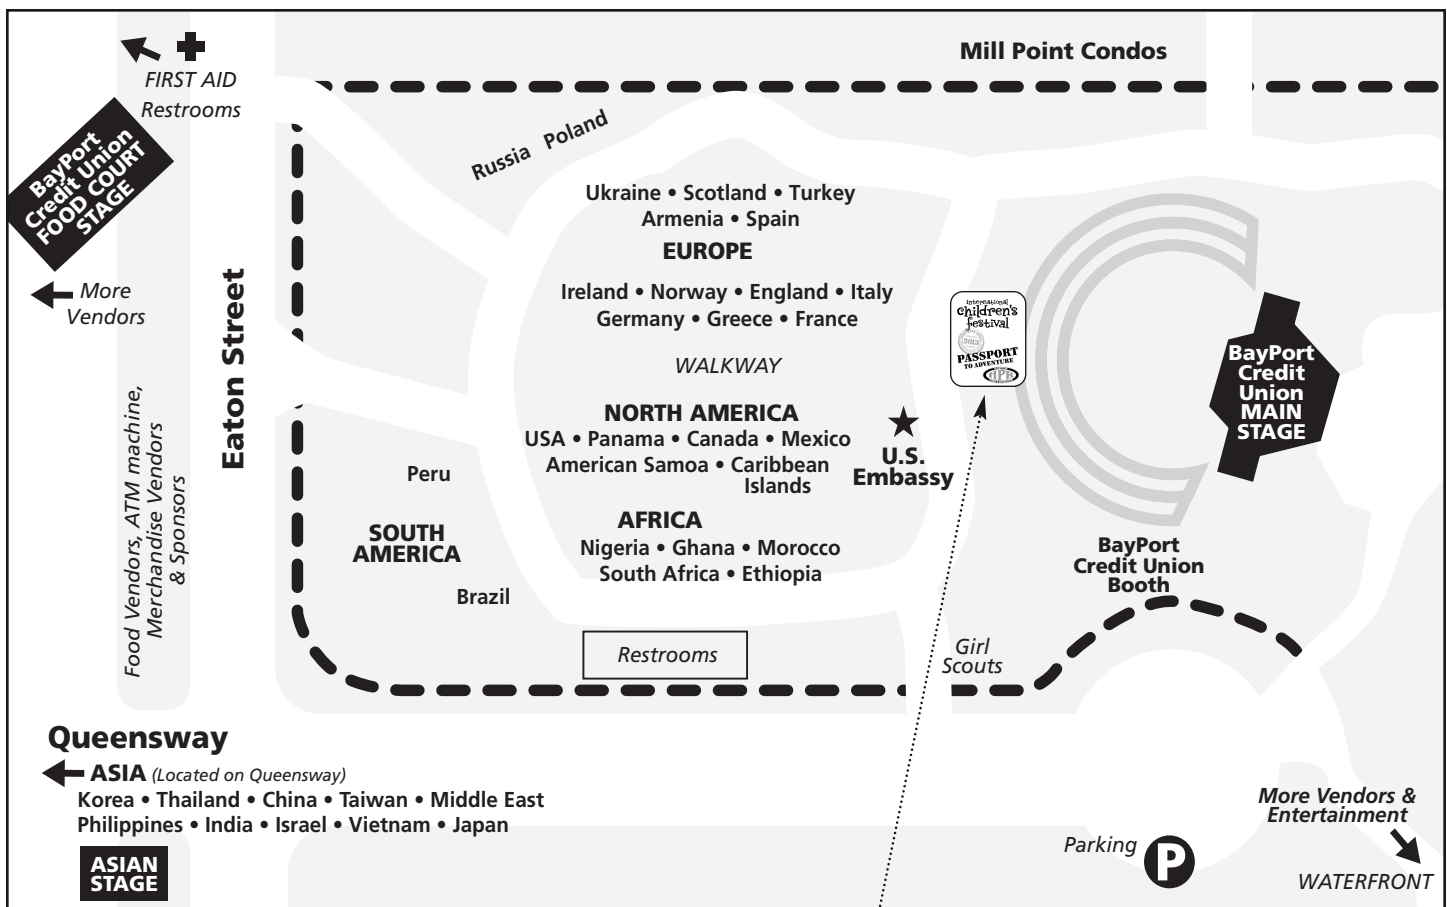 Mill Point Condos
FIRST AID
Restrooms
BayPort
Credit Union
FOOD COURT
STAGE
More
Vendors
Eaton Street
Food Vendors, ATM machine,
Merchandise Vendors
& Sponsors
Russia Poland
Ukraine • Scotland • Turkey
Armenia • Spain
EUROPE
Ireland • Norway • England • Italy
Germany • Greece • France
WALKWAY
NORTH AMERICA
USA • Panama • Canada • Mexico
American Samoa • Caribbean
Islands
AFRICA
Nigeria • Ghana • Morocco
South Africa • Ethiopia
Peru
SOUTH
AMERICA
Brazil
Restrooms
U.S.
Embassy
International
children's
festival
2013
PASSPORT
TO ADVENTURE
HPR
BayPort
Credit
Union
MAIN
STAGE
BayPort
Credit Union
Booth
Girl
Scouts
Queensway
ASIA (Located on Queensway)
Korea • Thailand • China • Taiwan • Middle East
Philippines • India • Israel • Vietnam • Japan
ASIAN
STAGE
Parking
P
More Vendors &
Entertainment
WATERFRONT